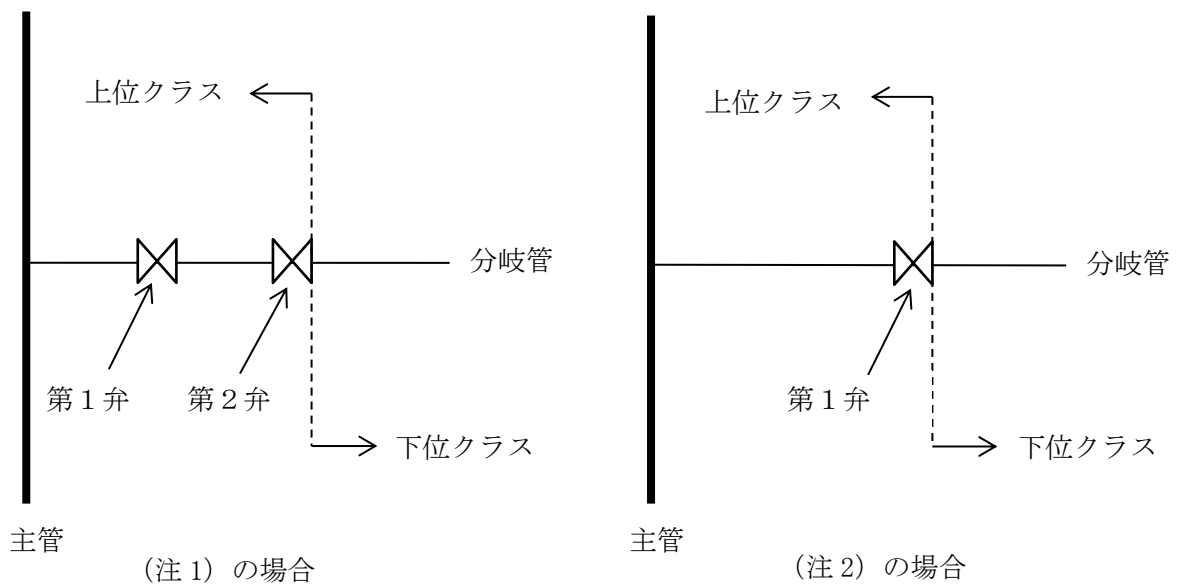 上位クラス
分岐管
第１弁
第２弁
下位クラス
主管
（注 1）の場合
上位クラス
分岐管
第１弁
下位クラス
主管
（注 2）の場合